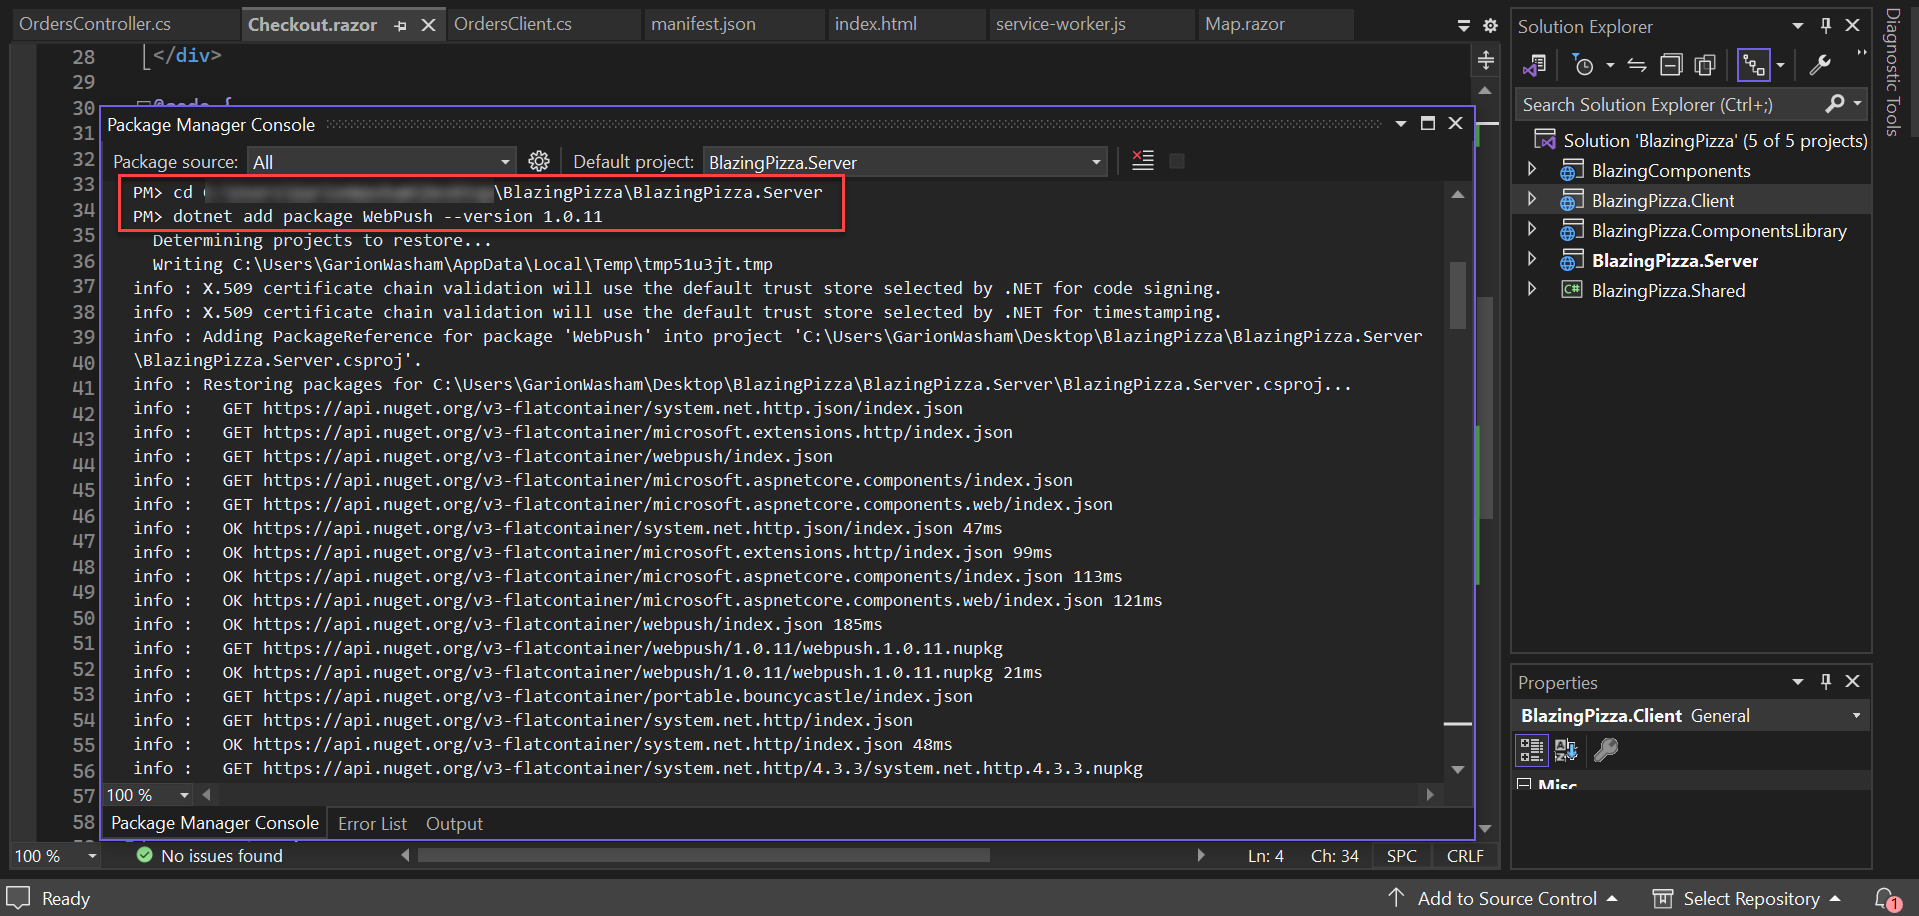 OrdersController.cs Checkout.razor OrdersClient.cs manifest.json index.html service-worker.js Map.razor
28 </div>
29
30
31
32
33
34
35
36
37
38
39
40
41
42
43
44
45
46
47
48
49
50
51
52
53
54
55
56
57
58
Package Manager Console
Package source: All Default project: BlazingPizza.Server
PM> cd \BlazingPizza\BlazingPizza.Server
PM> dotnet add package WebPush --version 1.0.11
Determining projects to restore...
Writing C:\Users\GarionWasham\AppData\Local\Temp\tmp51u3jt.tmp
info : X.509 certificate chain validation will use the default trust store selected by .NET for code signing.
info : X.509 certificate chain validation will use the default trust store selected by .NET for timestamping.
info : Adding PackageReference for package 'WebPush' into project 'C:\Users\GarionWasham\Desktop\BlazingPizza\BlazingPizza.Server
\BlazingPizza.Server.csproj'.
info : Restoring packages for C:\Users\GarionWasham\Desktop\BlazingPizza\BlazingPizza.Server\BlazingPizza.Server.csproj...
info :   GET https://api.nuget.org/v3-flatcontainer/system.net.http.json/index.json
info :   GET https://api.nuget.org/v3-flatcontainer/microsoft.extensions.http/index.json
info :   GET https://api.nuget.org/v3-flatcontainer/webpush/index.json
info :   GET https://api.nuget.org/v3-flatcontainer/microsoft.aspnetcore.components/index.json
info :   GET https://api.nuget.org/v3-flatcontainer/microsoft.aspnetcore.components.web/index.json
info :   OK https://api.nuget.org/v3-flatcontainer/system.net.http.json/index.json 47ms
info :   OK https://api.nuget.org/v3-flatcontainer/microsoft.extensions.http/index.json 99ms
info :   OK https://api.nuget.org/v3-flatcontainer/microsoft.aspnetcore.components/index.json 113ms
info :   OK https://api.nuget.org/v3-flatcontainer/microsoft.aspnetcore.components.web/index.json 121ms
info :   OK https://api.nuget.org/v3-flatcontainer/webpush/index.json 185ms
info :   GET https://api.nuget.org/v3-flatcontainer/webpush/1.0.11/webpush.1.0.11.nupkg
info :   OK https://api.nuget.org/v3-flatcontainer/webpush/1.0.11/webpush.1.0.11.nupkg 21ms
info :   GET https://api.nuget.org/v3-flatcontainer/portable.bouncycastle/index.json
info :   GET https://api.nuget.org/v3-flatcontainer/system.net.http/index.json
info :   OK https://api.nuget.org/v3-flatcontainer/system.net.http/index.json 48ms
info :   GET https://api.nuget.org/v3-flatcontainer/system.net.http/4.3.3/system.net.http.4.3.3.nupkg
100 %
Package Manager Console Error List Output
100 % No issues found Ln: 4 Ch: 34 SPC CRLF
Solution Explorer
Search Solution Explorer (Ctrl+;)
Solution 'BlazingPizza' (5 of 5 projects)
BlazingComponents
BlazingPizza.Client
BlazingPizza.ComponentsLibrary
BlazingPizza.Server
C# BlazingPizza.Shared
Properties
BlazingPizza.Client General
Misc
Diagnostic Tools
Ready Add to Source Control Select Repository 1